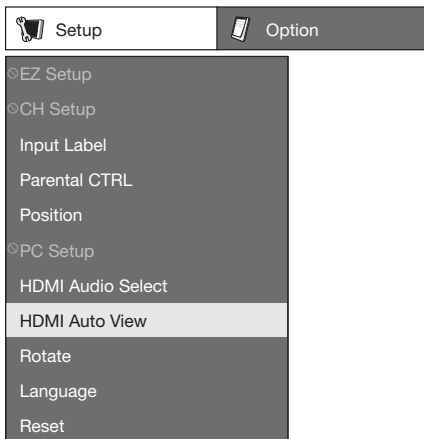 Setup Option
EZ Setup
CH Setup
Input Label
Parental CTRL
Position
PC Setup
HDMI Audio Select
HDMI Auto View
Rotate
Language
Reset